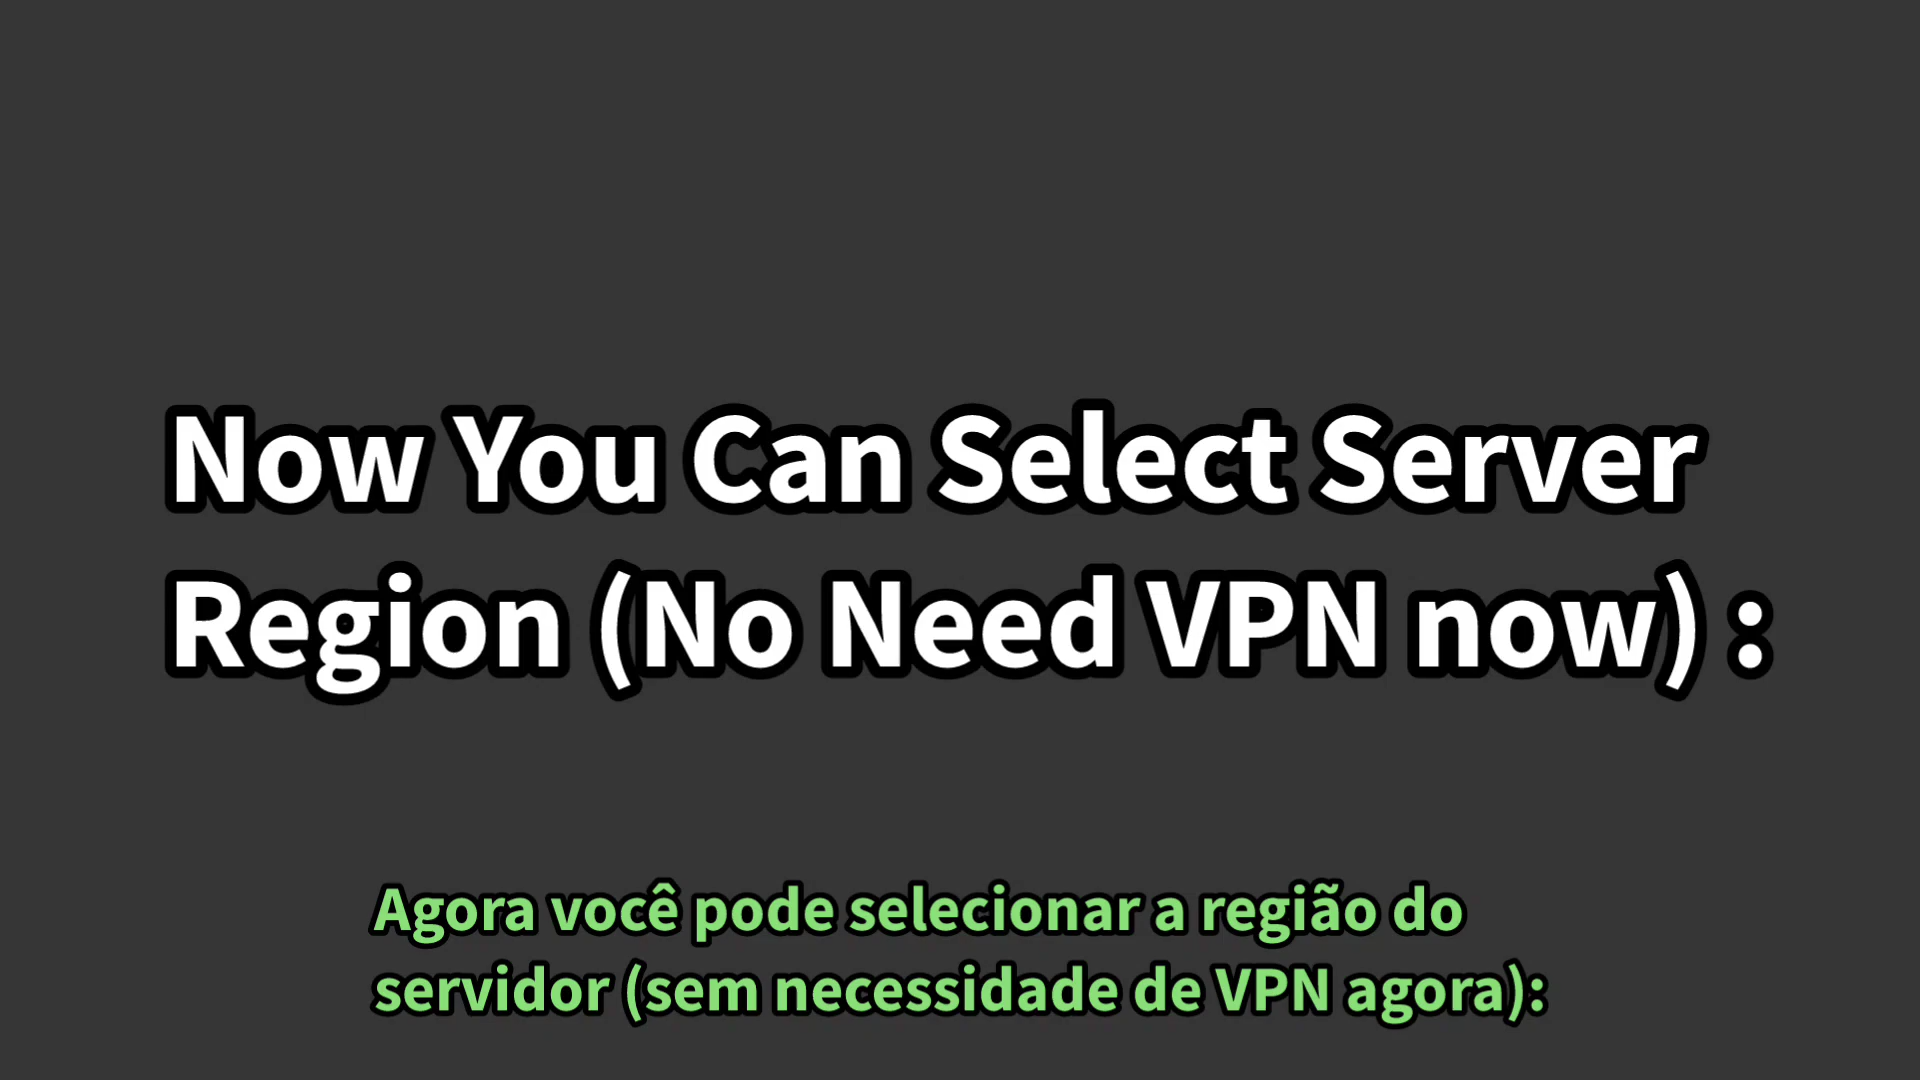 Now You Can Select Server
Region (No Need VPN now) :
Agora você pode selecionar a região do
servidor (sem necessidade de VPN agora):